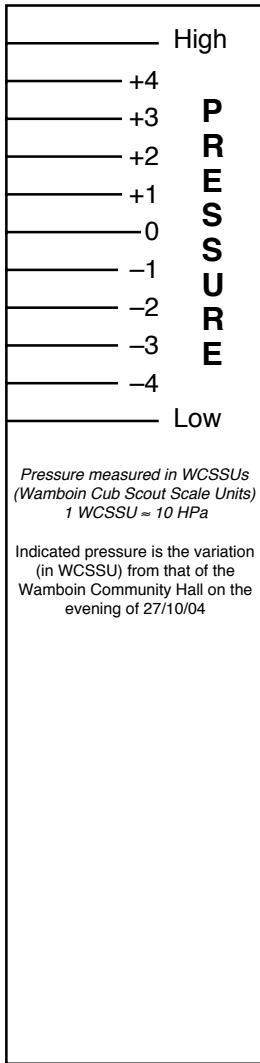 High
+4
+3
+2
+1
0
–1
–2
–3
–4
Low
PRESSURE
Pressure measured in WCSSUs
(Wamboin Cub Scout Scale Units)
1 WCSSU ≈ 10 HPa
Indicated pressure is the variation
(in WCSSU) from that of the
Wamboin Community Hall on the
evening of 27/10/04